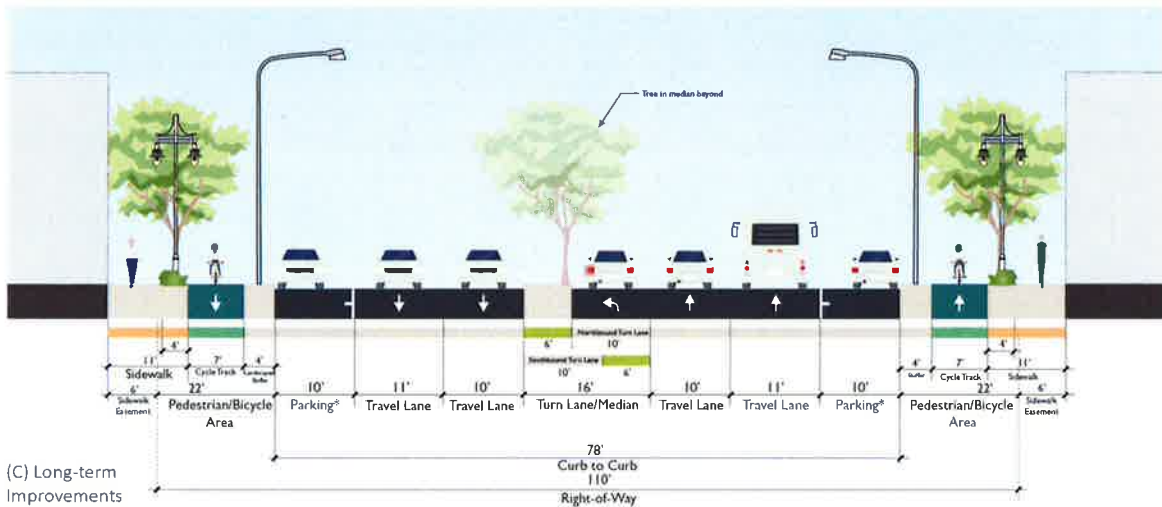 Tree in median beyond
Northbound Turn Lane
6' 10'
Southbound Turn Lane
10' 6'
4' 4'
11' 7' 4' 4' 7' 11'
Sidewalk Cycle Track Landscaped Buffer Buffer Cycle Track Sidewalk
6' 22' 10' 11' 10' 16' 10' 11' 10' 22' 6'
Sidewalk Easement Pedestrian/Bicycle Area Parking* Travel Lane Travel Lane Turn Lane/Median Travel Lane Travel Lane Parking* Pedestrian/Bicycle Area Sidewalk Easement
78'
Curb to Curb
110'
Right-of-Way
(C) Long-term
Improvements